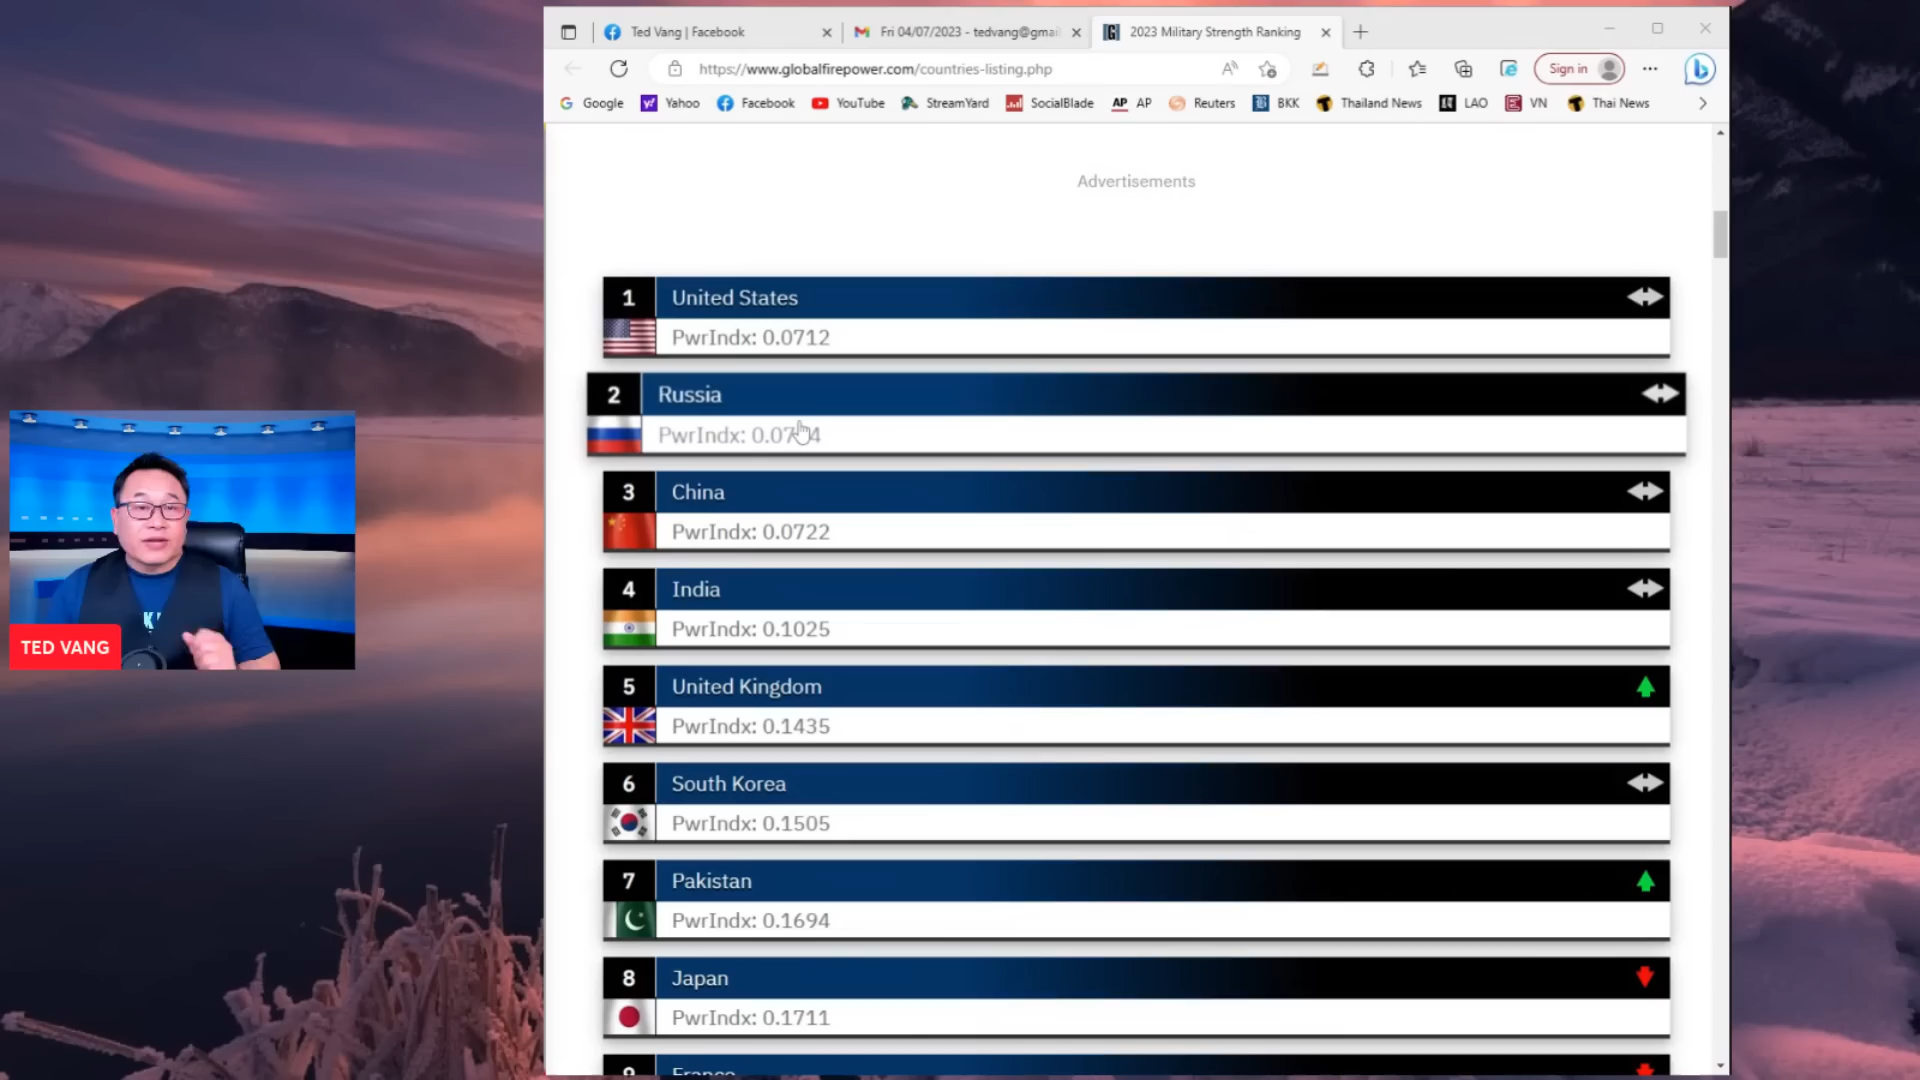 Ted Vang | Facebook
Fri 04/07/2023 - tedvang@gmai
2023 Military Strength Ranking
https://www.globalfirepower.com/countries-listing.php
Sign in
Google
Yahoo
Facebook
YouTube
StreamYard
SocialBlade
AP AP
Reuters
BKK
Thailand News
LAO
VN
Thai News
Advertisements
1 United States
PwrIndx: 0.0712
2 Russia
PwrIndx:
3 China
PwrIndx: 0.0722
4 India
PwrIndx: 0.1025
5 United Kingdom
PwrIndx: 0.1435
6 South Korea
PwrIndx: 0.1505
7 Pakistan
PwrIndx: 0.1694
8 Japan
PwrIndx: 0.1711
9 France
TED VANG